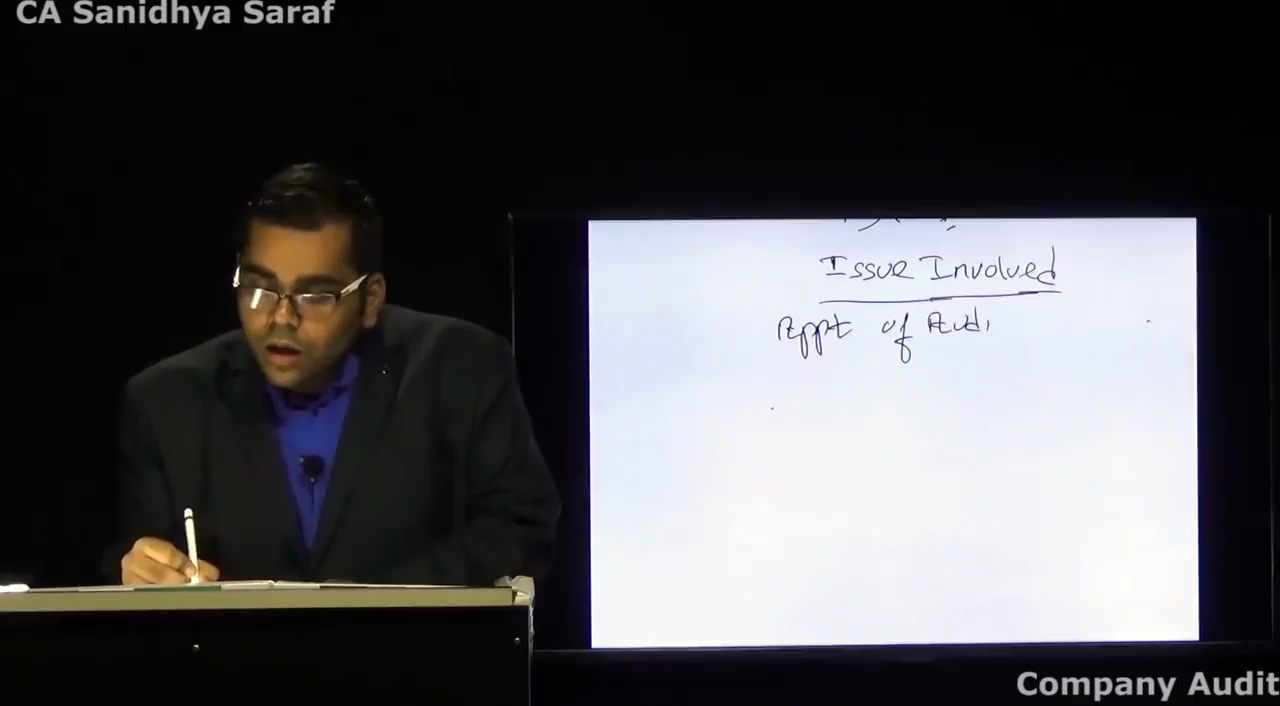 CA Sanidhya Saraf
Issue Involved
Appt of Audi
Company Audit